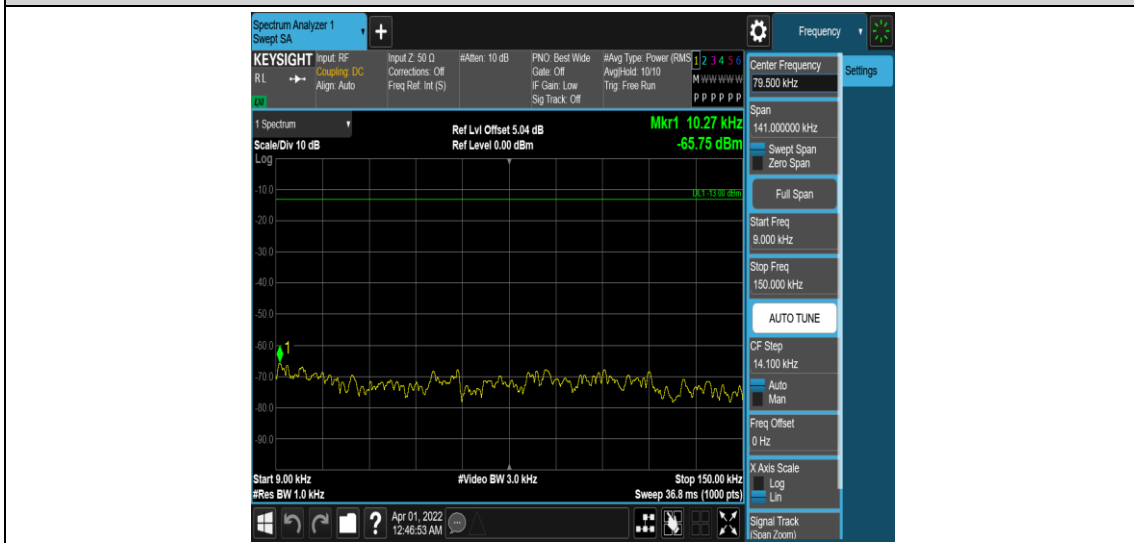 Spectrum Analyzer 1
Swept SA
+
Frequency
KEYSIGHT
RL
LXI
Input: RF
Coupling: DC
Align: Auto
Input Z: 50 Ω
Corrections: Off
Freq Ref: Int (S)
#Atten: 10 dB
PNO: Best Wide
Gate: Off
IF Gain: Low
Sig Track: Off
#Avg Type: Power (RMS
Avg|Hold: 10/10
Trig: Free Run
1 2 3 4 5 6
M W W W W W
P P P P P P
1 Spectrum
Scale/Div 10 dB
Log
Ref Lvl Offset 5.04 dB
Ref Level 0.00 dBm
Mkr1 10.27 kHz
-65.75 dBm
DL1 -13.00 dBm
-10.0
-20.0
-30.0
-40.0
-50.0
-60.0
-70.0
-80.0
-90.0
1
Start 9.00 kHz
#Res BW 1.0 kHz
#Video BW 3.0 kHz
Stop 150.00 kHz
Sweep 36.8 ms (1000 pts)
?
Apr 01, 2022
12:46:53 AM
Center Frequency
79.500 kHz
Settings
Span
141.000000 kHz
Swept Span
Zero Span
Full Span
Start Freq
9.000 kHz
Stop Freq
150.000 kHz
AUTO TUNE
CF Step
14.100 kHz
Auto
Man
Freq Offset
0 Hz
X Axis Scale
Log
Lin
Signal Track
(Span Zoom)